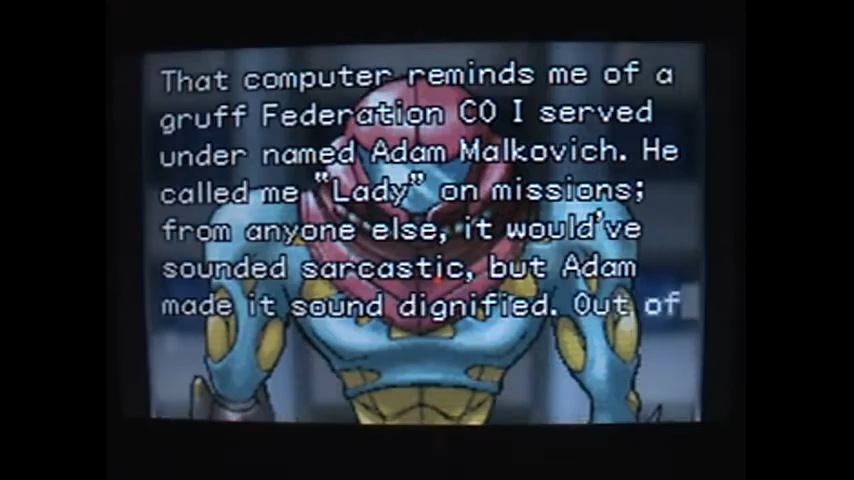 That computer reminds me of a
gruff Federation CO I served
under named Adam Malkovich. He
called me "Lady" on missions;
from anyone else, it would've
sounded sarcastic, but Adam
made it sound dignified. Out of